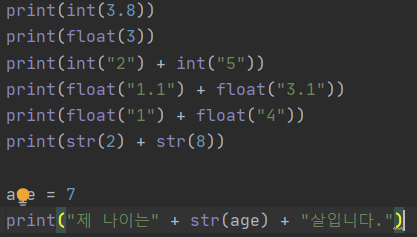 print(int(3.8))
print(float(3))
print(int("2") + int("5"))
print(float("1.1") + float("3.1"))
print(float("1") + float("4"))
print(str(2) + str(8))
age = 7
print("제 나이는" + str(age) + "살입니다.")